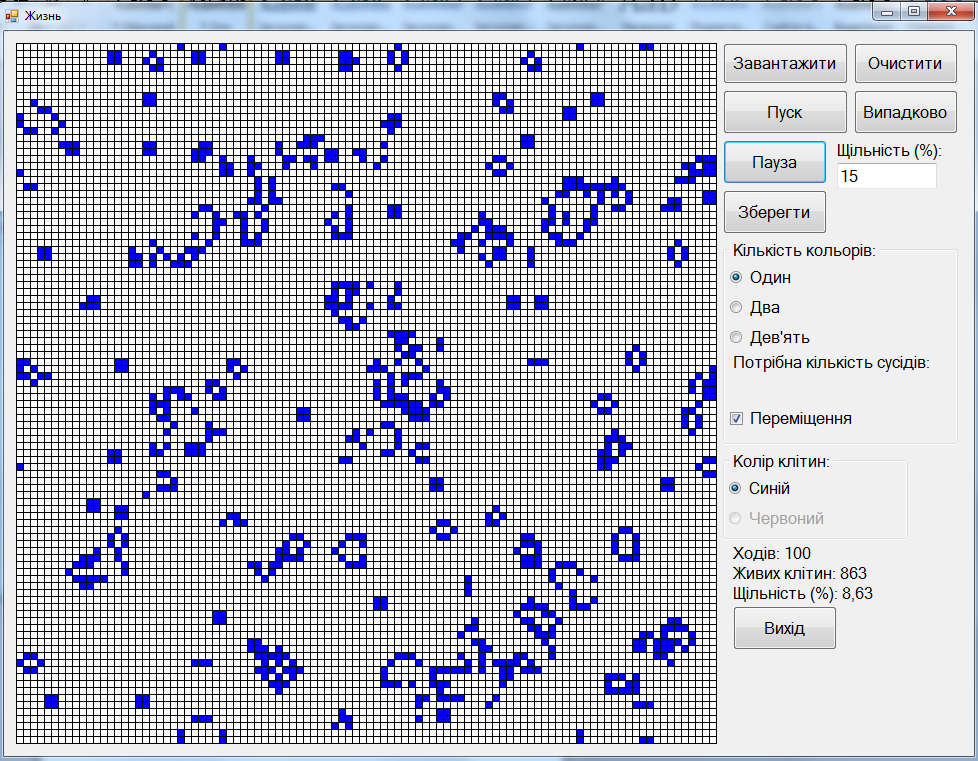 Жизнь
Завантажити
Очистити
Пуск
Випадково
Пауза
Щільність (%):
15
Зберегти
Кількість кольорів:
Один
Два
Дев'ять
Потрібна кількість сусідів:
Переміщення
Колір клітин:
Синій
Червоний
Ходів: 100
Живих клітин: 863
Щільність (%): 8,63
Вихід